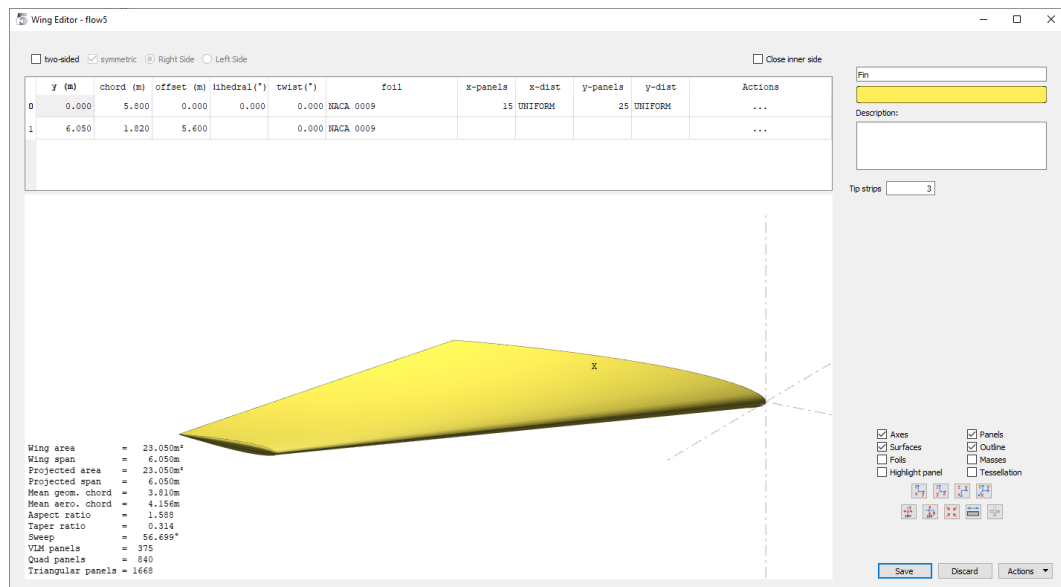 Wing Editor - flow5
two-sided symmetric Right Side Left Side Close inner side
y (m) chord (m) offset (m) lihedral(°) twist(°) foil x-panels x-dist y-panels y-dist Actions
0 0.000 5.800 0.000 0.000 0.000 NACA 0009 15 UNIFORM 25 UNIFORM ...
1 6.050 1.820 5.600 0.000 NACA 0009 ...
Fin
Description:
Tip strips 3
X
Wing area = 23.050m²
Wing span = 6.050m
Projected area = 23.050m²
Projected span = 6.050m
Mean geom. chord = 3.810m
Mean aero. chord = 4.156m
Aspect ratio = 1.588
Taper ratio = 0.314
Sweep = 56.699°
VLM panels = 375
Quad panels = 840
Triangular panels = 1668
Axes Panels
Surfaces Outline
Foils Masses
Highlight panel Tessellation
Save Discard Actions